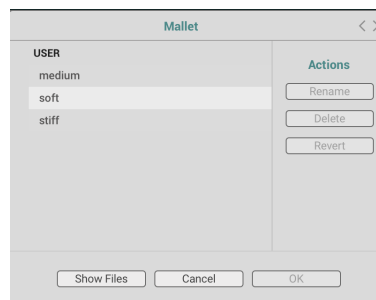 Mallet
USER
medium
soft
stiff
Actions
Rename
Delete
Revert
Show Files
Cancel
OK